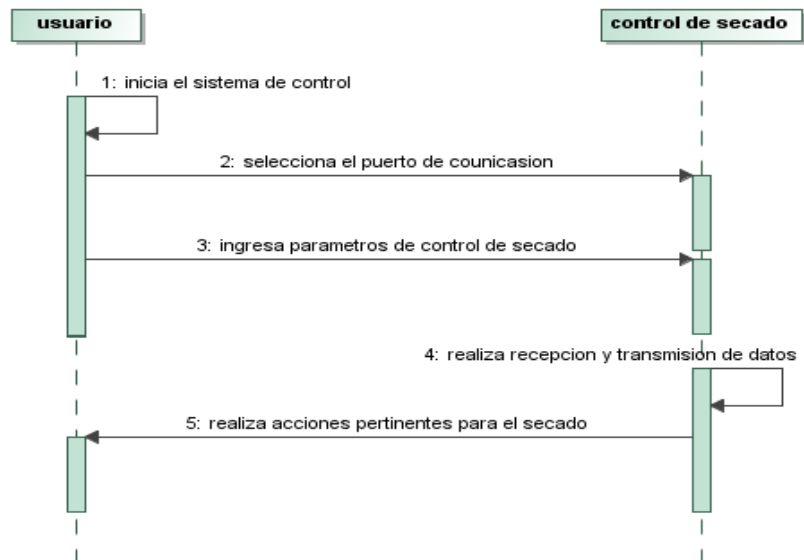 usuario
control de secado
1: inicia el sistema de control
2: selecciona el puerto de counicasion
3: ingresa parametros de control de secado
4: realiza recepcion y transmision de datos
5: realiza acciones pertinentes para el secado